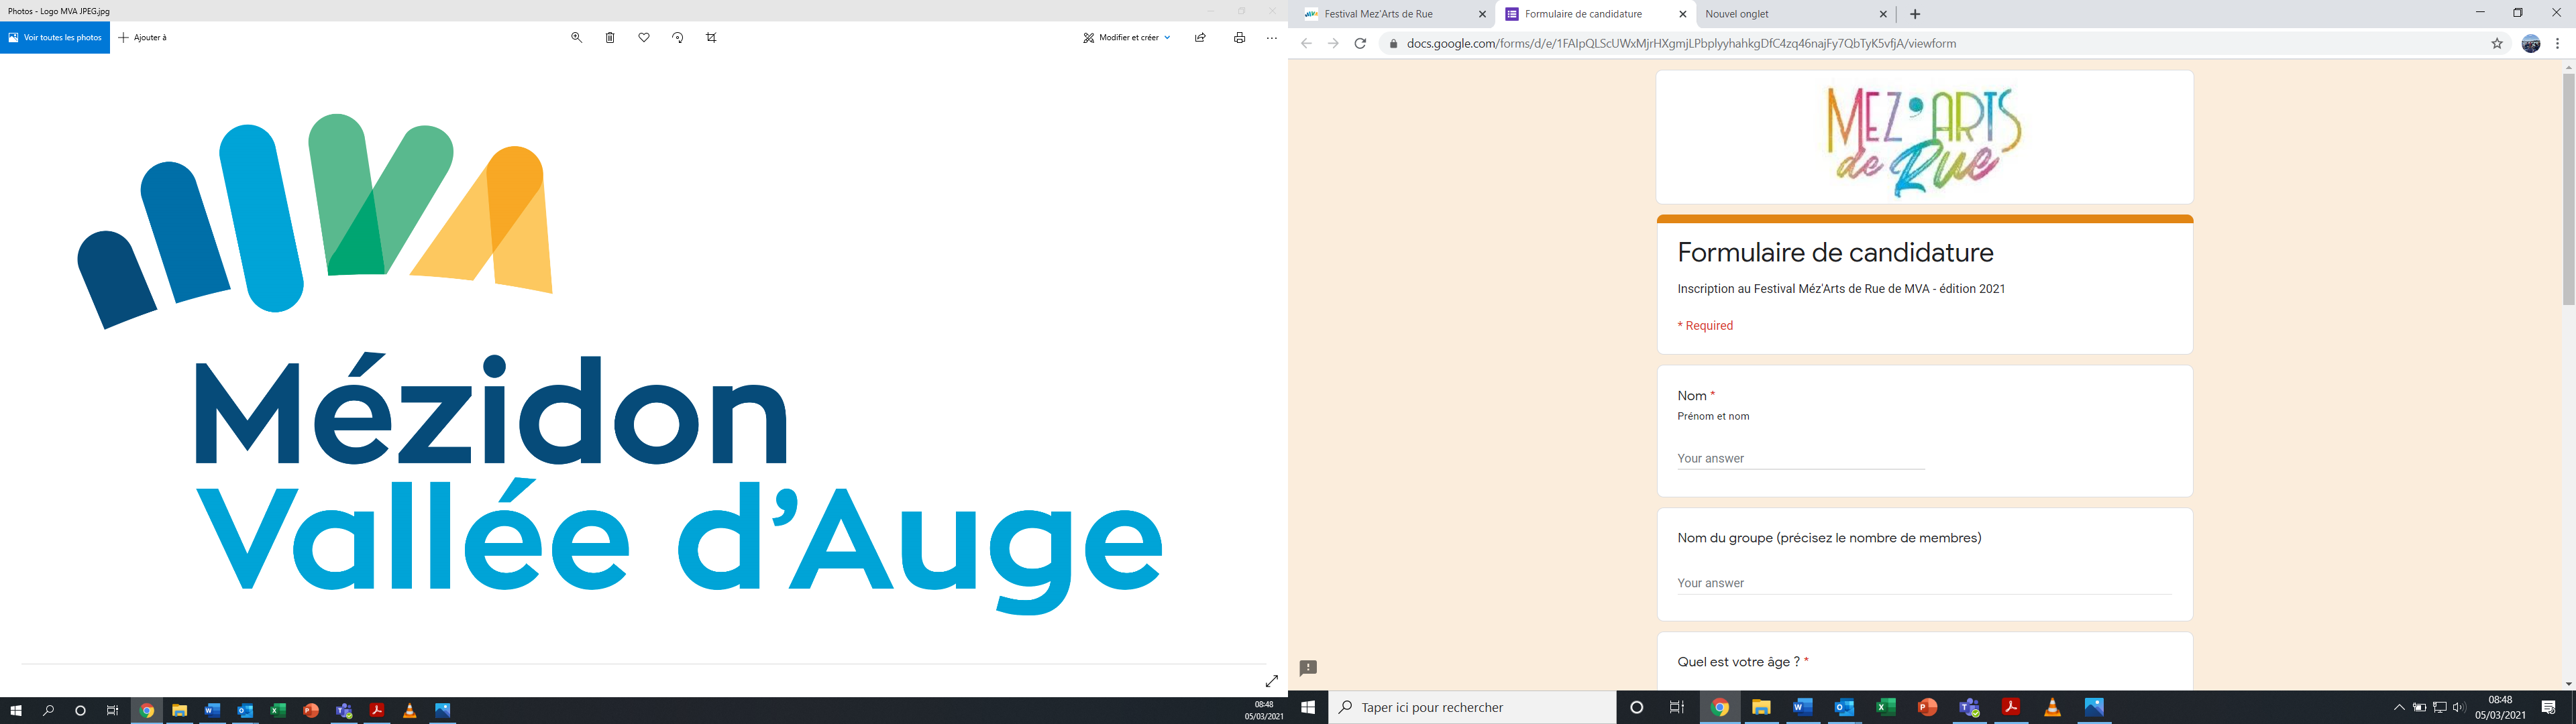 Photos - Logo MVA JPEG.jpg
Voir toutes les photos
Ajouter à
Modifier et créer
MVA
Mézidon
Vallée d'Auge
08:48
05/03/2021
Festival Mez'Arts de Rue
Formulaire de candidature
Nouvel onglet
docs.google.com/forms/d/e/1FAIpQLScUWxMjrHXgmjLPbplyyhahkgDfC4zq46najFy7QbTyK5vfjA/viewform
MEZ'ARTS
de Rue
Formulaire de candidature
Inscription au Festival Méz'Arts de Rue de MVA - édition 2021
* Required
Nom *
Prénom et nom
Your answer
Nom du groupe (précisez le nombre de membres)
Your answer
Quel est votre âge ? *
Taper ici pour rechercher
08:48
05/03/2021